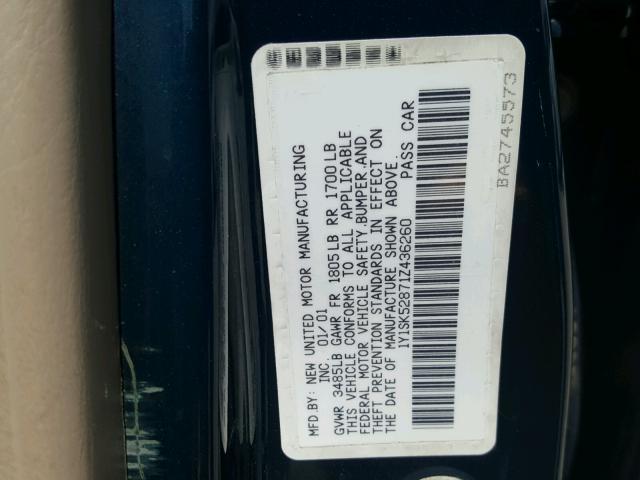 MFD.BY: NEW UNITED MOTOR MANUFACTURING
INC. 01/01
GVWR 3485LB GAWR FR 1805LB RR 1700LB
THIS VEHICLE CONFORMS TO ALL APPLICABLE
FEDERAL MOTOR VEHICLE SAFETY,BUMPER,AND
THEFT PREVENTION STANDARDS IN EFFECT ON
THE DATE OF MANUFACTURE SHOWN ABOVE.
1Y1SK52871Z436260 PASS CAR
BA2745573